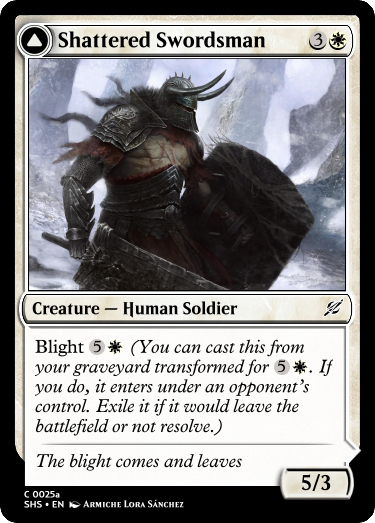 Shattered Swordsman 3
Creature — Human Soldier
Blight 5 (You can cast this from
your graveyard transformed for 5 . If
you do, it enters under an opponent's
control. Exile it if it would leave the
battlefield or not resolve.)
The blight comes and leaves
5/3
C 0025a
SHS • EN Armiche Lora Sánchez